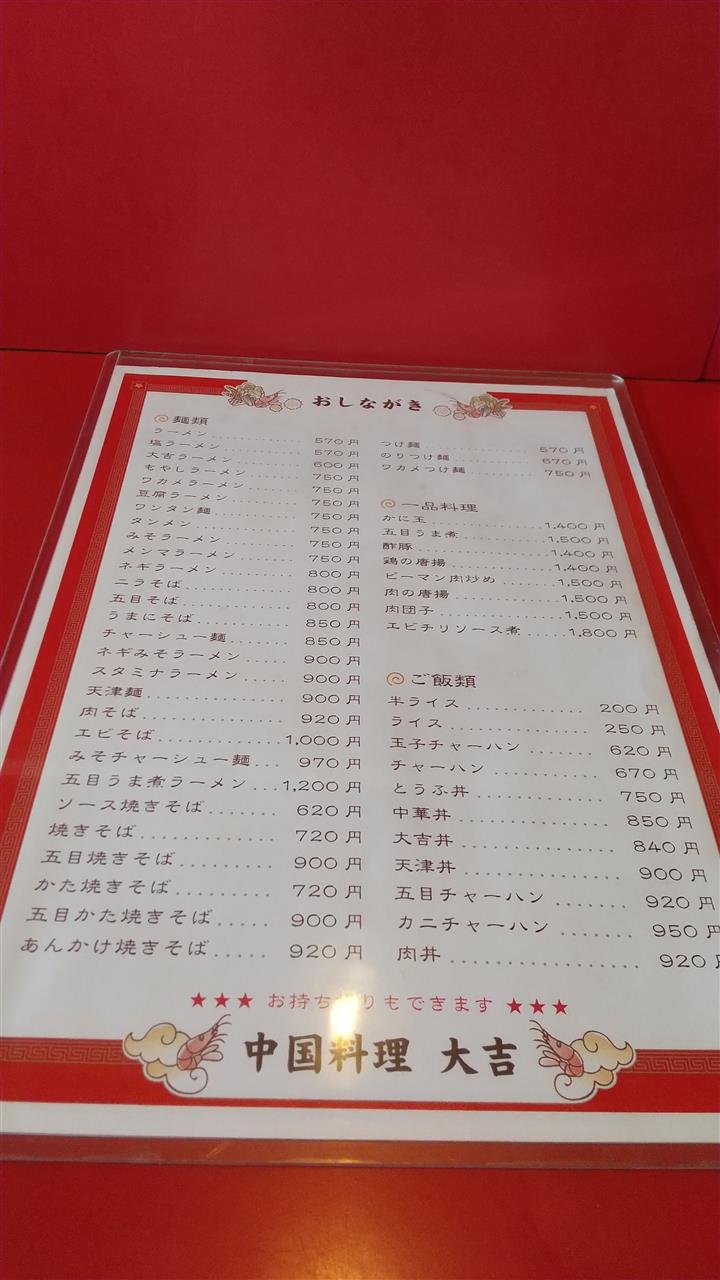 おしながき
麺類
ラーメン 570円
塩ラーメン 570円
大吉ラーメン 600円
もやしラーメン 750円
ワカメラーメン 750円
豆腐ラーメン 750円
ワンタン麺 750円
タンメン 750円
みそラーメン 750円
メンマラーメン 750円
ネギラーメン 800円
ニラそば 800円
五目そば 800円
うまにそば 850円
チャーシュー麺 850円
ネギみそラーメン 900円
スタミナラーメン 900円
天津麺 900円
肉そば 920円
エビそば 1,000円
みそチャーシュー麺 970円
五目うま煮ラーメン 1,200円
ソース焼きそば 620円
焼きそば 720円
五目焼きそば 900円
かた焼きそば 720円
五目かた焼きそば 900円
あんかけ焼きそば 920円
つけ麺 570円
のりつけ麺 670円
ワカメつけ麺 750円
一品料理
かに玉 1,400円
五目うま煮 1,500円
酢豚 1,400円
鶏の唐揚 1,400円
ピーマン肉炒め 1,500円
肉の唐揚 1,500円
肉団子 1,500円
エビチリソース煮 1,800円
ご飯類
半ライス 200円
ライス 250円
玉子チャーハン 620円
チャーハン 670円
とうふ丼 750円
中華丼 850円
大吉丼 840円
天津丼 900円
五目チャーハン 920円
カニチャーハン 950円
肉丼 920円
★★★ お持ち帰りもできます ★★★
中国料理 大吉